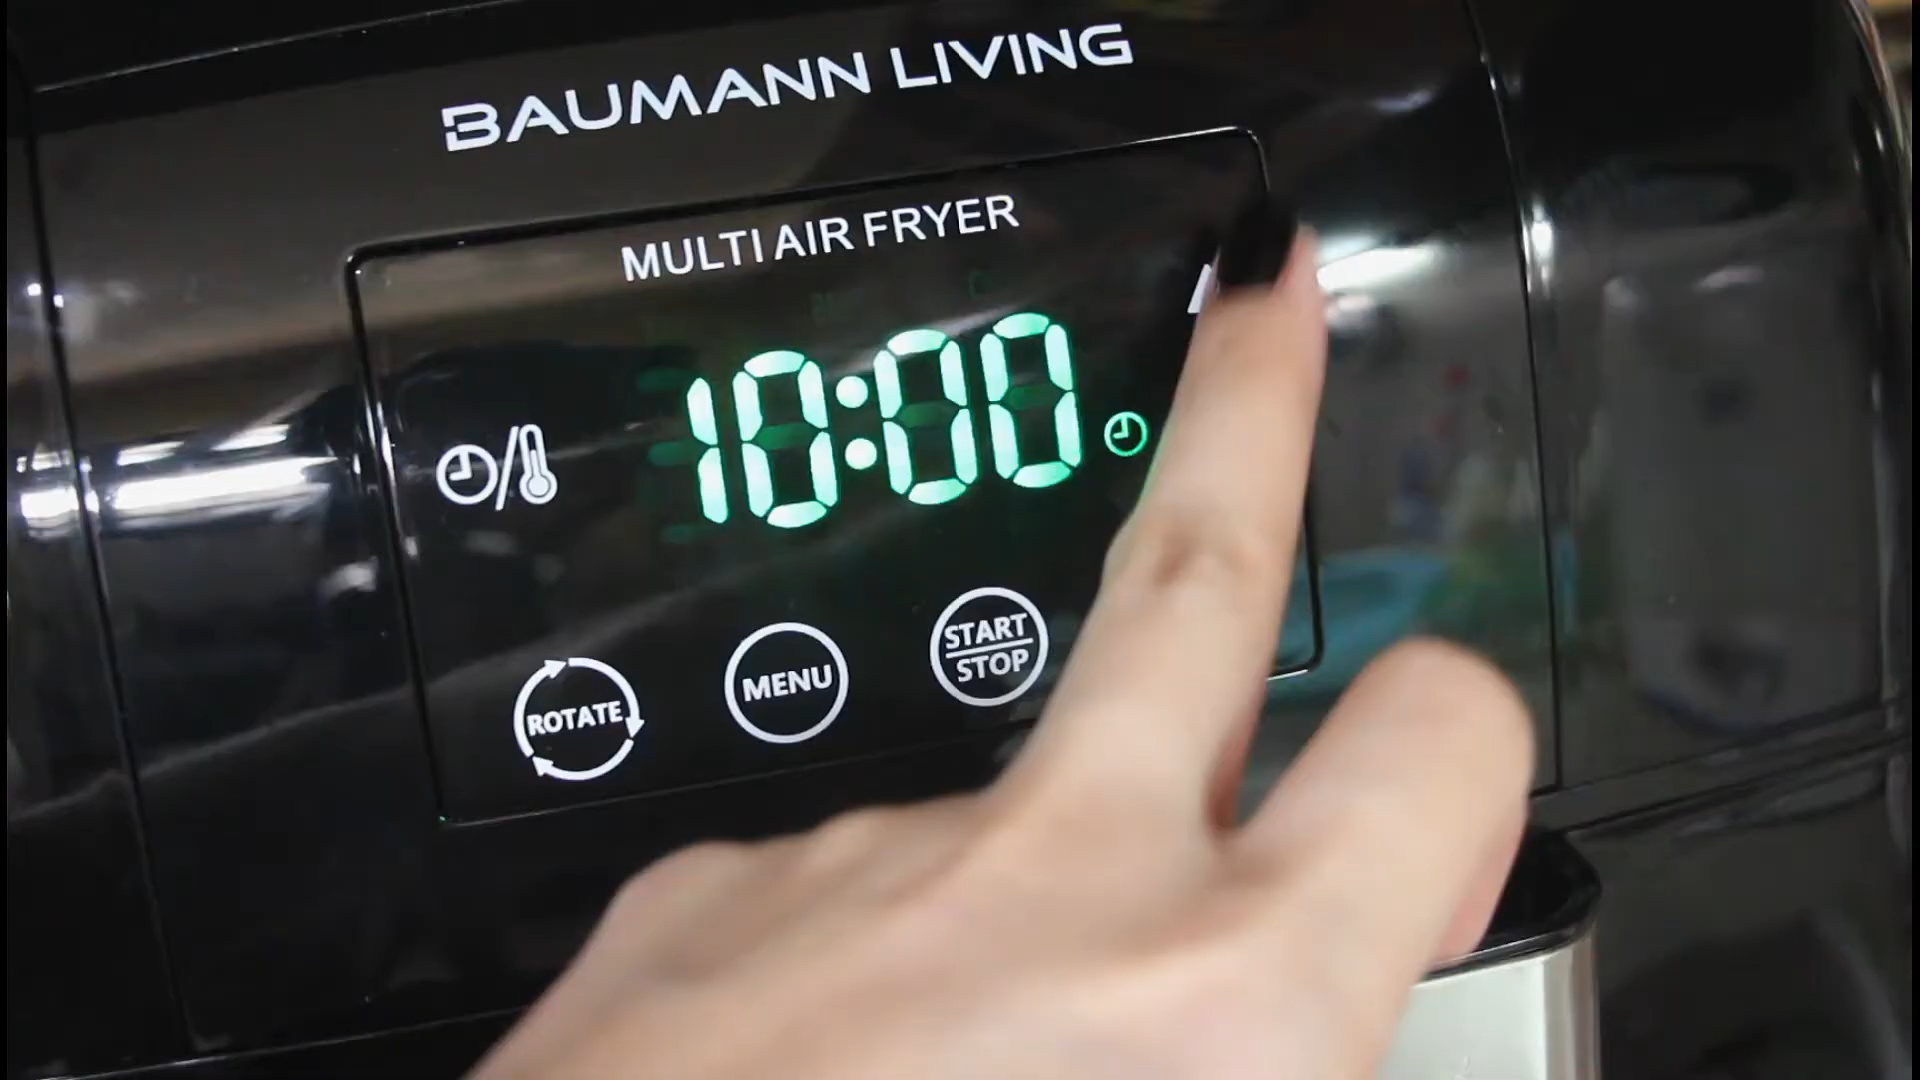 BAUMANN LIVING
MULTI AIR FRYER
10:00
ROTATE
MENU
START
STOP